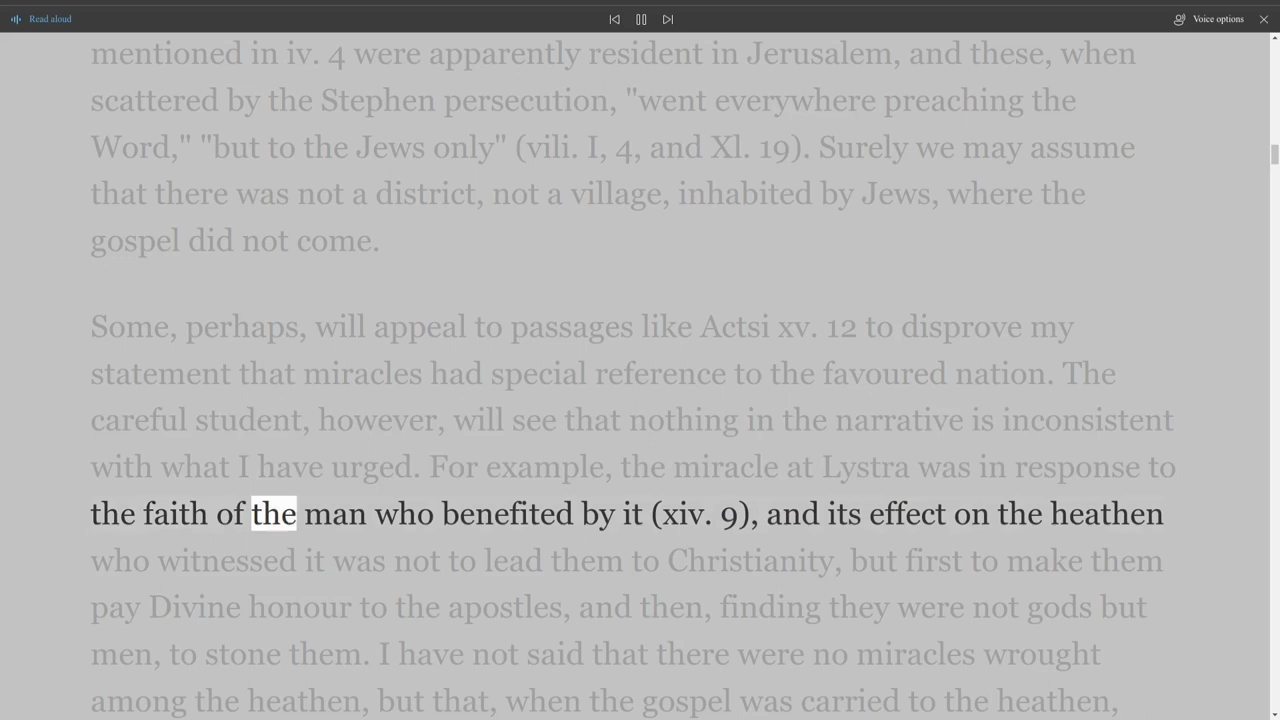 Read aloud
Voice options
mentioned in iv. 4 were apparently resident in Jerusalem, and these, when
scattered by the Stephen persecution, "went everywhere preaching the
Word," "but to the Jews only" (vili. I, 4, and Xl. 19). Surely we may assume
that there was not a district, not a village, inhabited by Jews, where the
gospel did not come.
Some, perhaps, will appeal to passages like Actsi xv. 12 to disprove my
statement that miracles had special reference to the favoured nation. The
careful student, however, will see that nothing in the narrative is inconsistent
with what I have urged. For example, the miracle at Lystra was in response to
the faith of the man who benefited by it (xiv. 9), and its effect on the heathen
who witnessed it was not to lead them to Christianity, but first to make them
pay Divine honour to the apostles, and then, finding they were not gods but
men, to stone them. I have not said that there were no miracles wrought
among the heathen, but that, when the gospel was carried to the heathen,